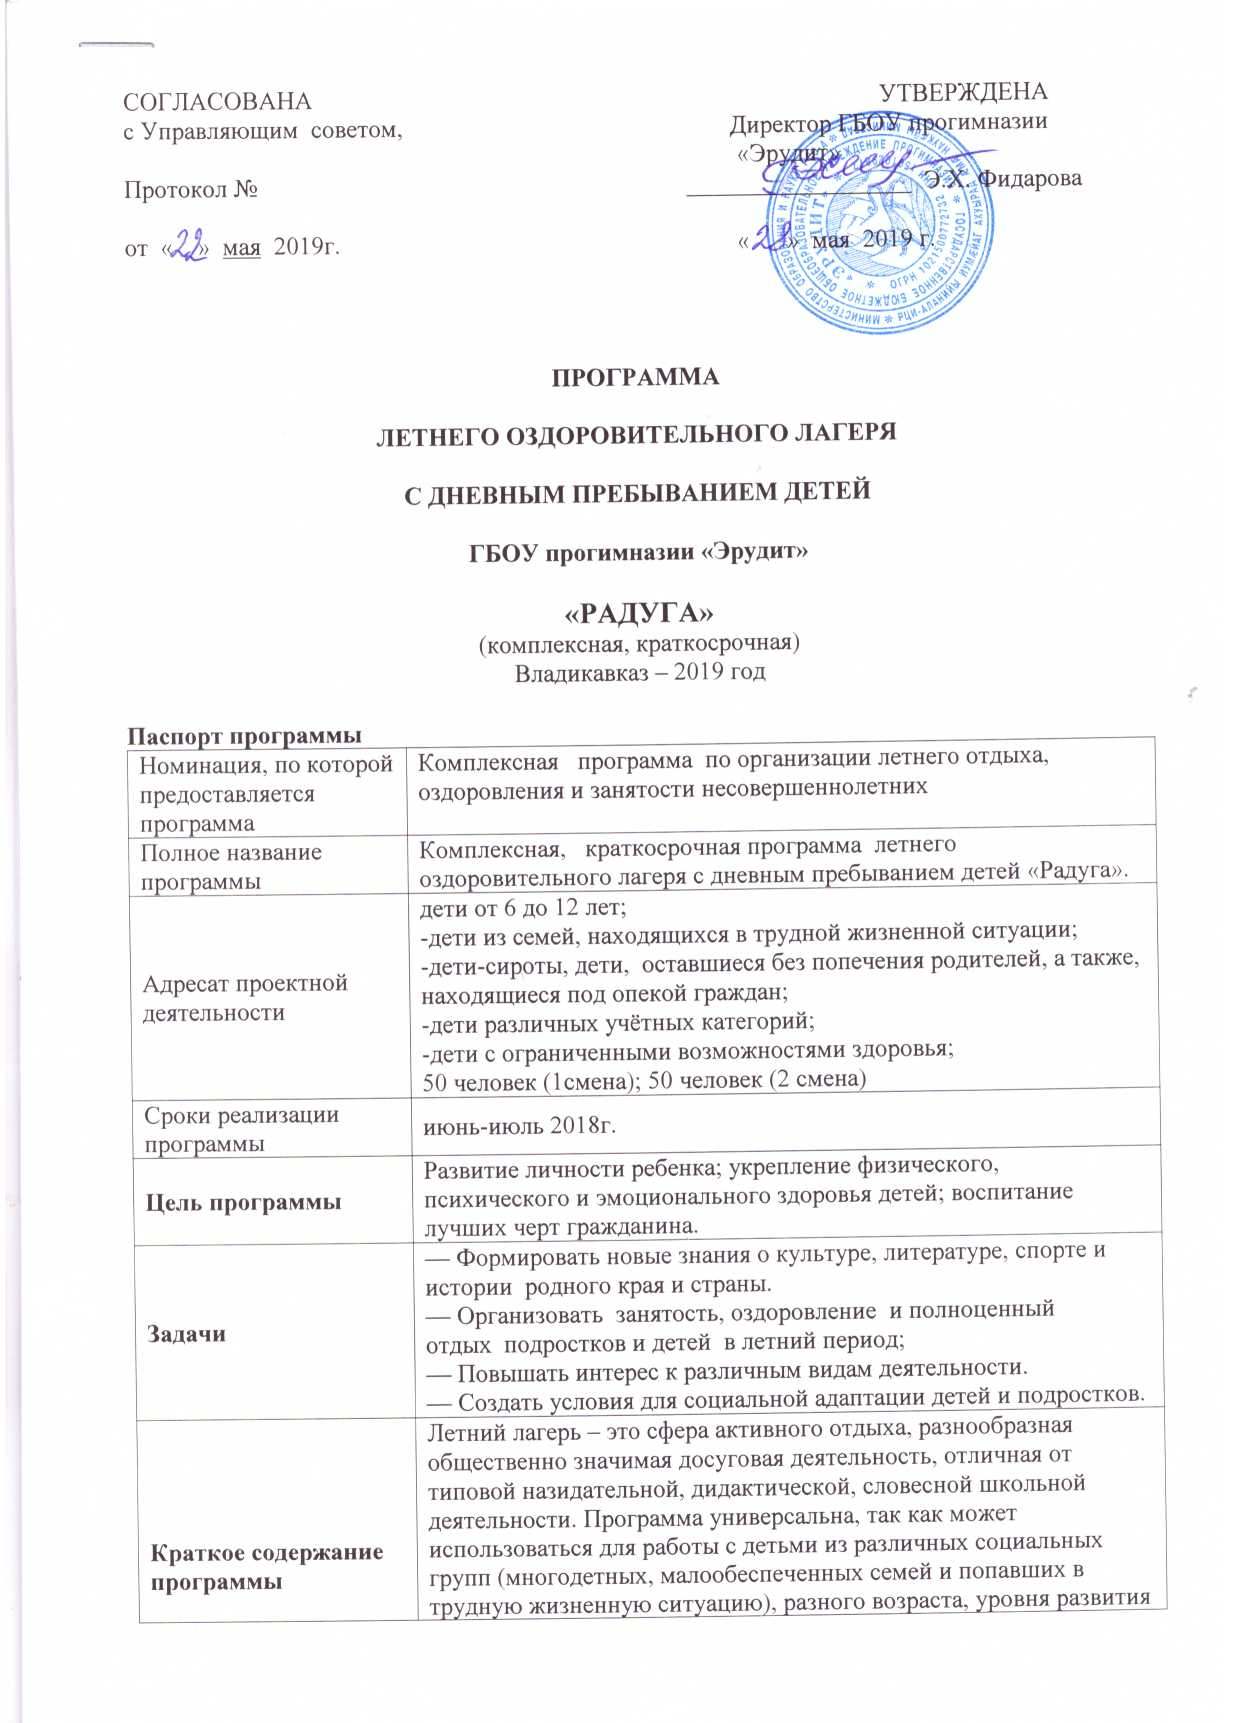 СОГЛАСОВАНА
с Управляющим советом,
Протокол №
от «22» мая 2019г.
УТВЕРЖДЕНА
Директор ГБОУ прогимназии
«Эрудит»
Э.Х. Фидарова
«28» мая 2019 г.
ПРОГРАММА
ЛЕТНЕГО ОЗДОРОВИТЕЛЬНОГО ЛАГЕРЯ
С ДНЕВНЫМ ПРЕБЫВАНИЕМ ДЕТЕЙ
ГБОУ прогимназии «Эрудит»
«РАДУГА»
(комплексная, краткосрочная)
Владикавказ – 2019 год
Паспорт программы
Номинация, по которой
предоставляется
программа
Комплексная программа по организации летнего отдыха,
оздоровления и занятости несовершеннолетних
Полное название
программы
Комплексная, краткосрочная программа летнего
оздоровительного лагеря с дневным пребыванием детей «Радуга».
Адресат проектной
деятельности
дети от 6 до 12 лет;
-дети из семей, находящихся в трудной жизненной ситуации;
-дети-сироты, дети, оставшиеся без попечения родителей, а также,
находящиеся под опекой граждан;
-дети различных учётных категорий;
-дети с ограниченными возможностями здоровья;
50 человек (1смена); 50 человек (2 смена)
Сроки реализации
программы
июнь-июль 2018г.
Цель программы
Развитие личности ребенка; укрепление физического,
психического и эмоционального здоровья детей; воспитание
лучших черт гражданина.
Задачи
— Формировать новые знания о культуре, литературе, спорте и
истории родного края и страны.
— Организовать занятость, оздоровление и полноценный
отдых подростков и детей в летний период;
— Повышать интерес к различным видам деятельности.
— Создать условия для социальной адаптации детей и подростков.
Краткое содержание
программы
Летний лагерь – это сфера активного отдыха, разнообразная
общественно значимая досуговая деятельность, отличная от
типовой назидательной, дидактической, словесной школьной
деятельности. Программа универсальна, так как может
использоваться для работы с детьми из различных социальных
групп (многодетных, малообеспеченных семей и попавших в
трудную жизненную ситуацию), разного возраста, уровня развития